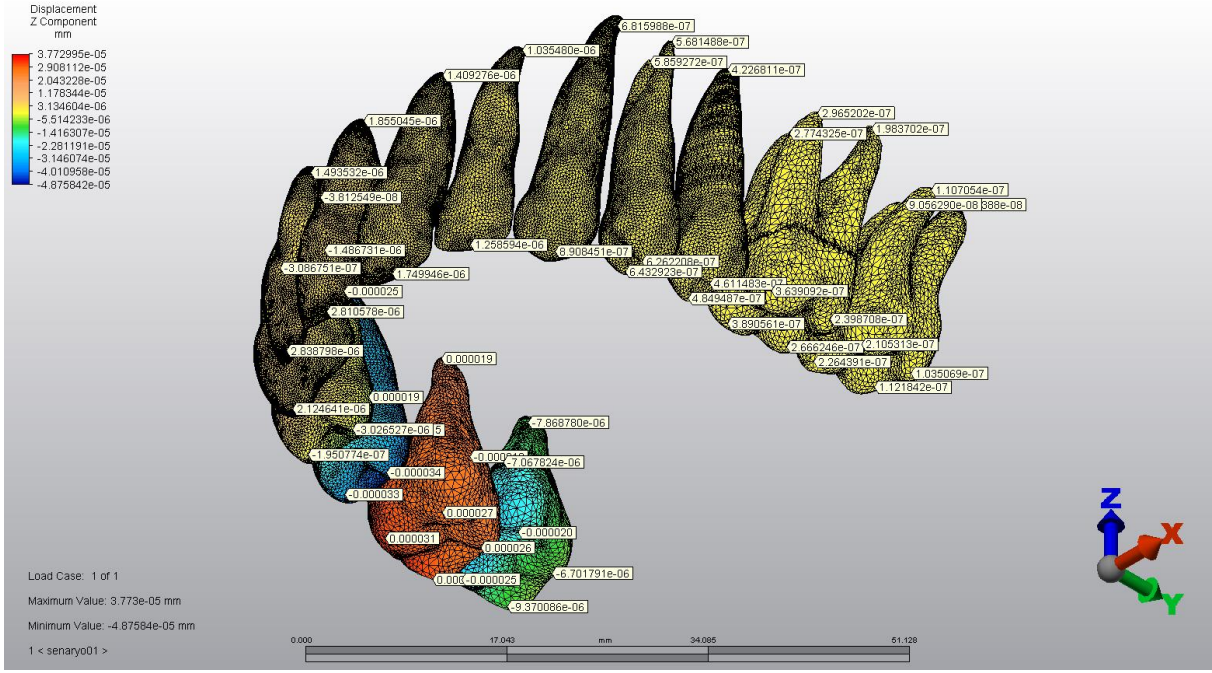 Displacement
Z Component
mm
3.772995e-05
2.908112e-05
2.043228e-05
1.178344e-05
3.134604e-06
-5.514233e-06
-1.416307e-05
-2.281191e-05
-3.146074e-05
-4.010958e-05
-4.875842e-05
6.815988e-07
5.681488e-07
1.035480e-06
5.859272e-07
4.226811e-07
1.409276e-06
2.965202e-07
1.855045e-06
2.774325e-07
1.983702e-07
1.493532e-06
1.107054e-07
-3.812549e-08
9.056290e-08
388e-08
1.258594e-06
-1.486731e-06
8.908451e-07
6.262208e-07
-3.086751e-07
1.749946e-06
6.432923e-07
4.611483e-07
3.639092e-07
-0.000025
4.849487e-07
2.810578e-06
3.890561e-07
2.398708e-07
2.838798e-06
0.000019
2.666246e-07
2.105313e-07
2.264391e-07
1.035069e-07
1.121842e-07
0.000019
2.124641e-06
-7.868780e-06
-3.026527e-06
5
-1.950774e-07
-7.067824e-06
-0.000034
-0.000033
0.000027
-0.000020
0.000031
0.000026
-0.000025
-6.701791e-06
-9.370086e-06
Z
X
Y
Load Case: 1 of 1
Maximum Value: 3.773e-05 mm
Minimum Value: -4.87584e-05 mm
1 < senaryo01 >
0.000 17.043 mm 34.085 51.128